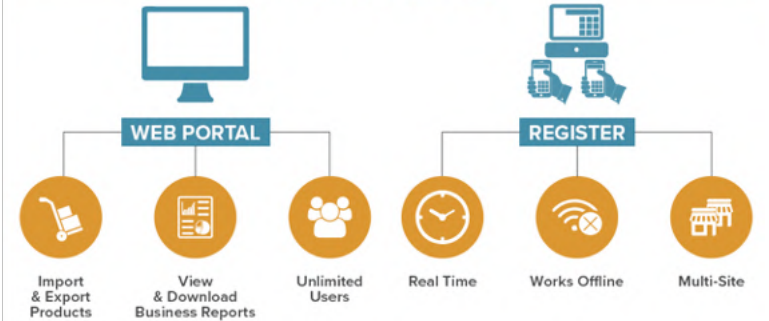 WEB PORTAL
REGISTER
Import
& Export
Products
View
& Download
Business Reports
Unlimited
Users
Real Time
Works Offline
Multi-Site